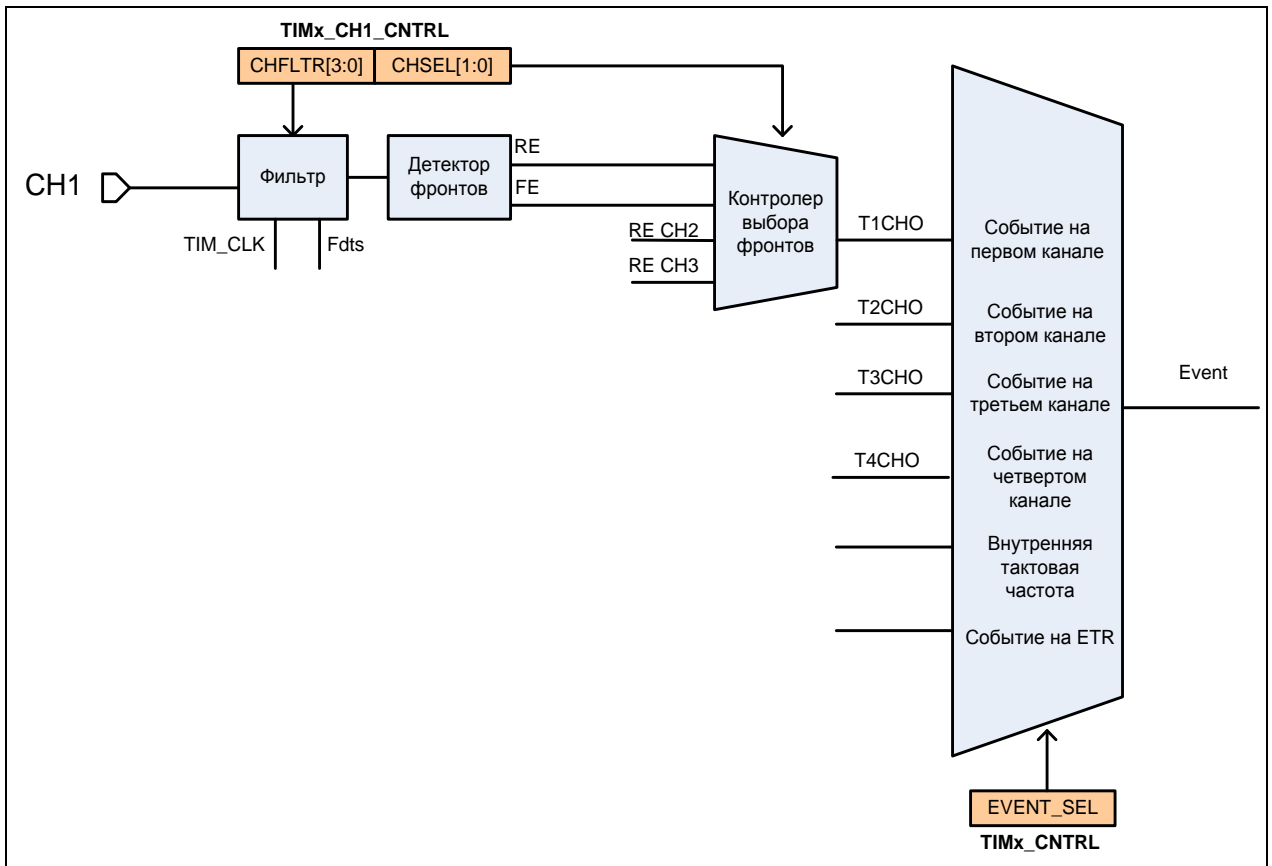 TIMx_CH1_CNTRL
CHFLTR[3:0]
CHSEL[1:0]
CH1
Фильтр
TIM_CLK
Fdts
Детектор
фронтов
RE
FE
RE CH2
RE CH3
Контролер
выбора
фронтов
T1CHO
T2CHO
T3CHO
T4CHO
Событие на
первом канале
Событие на
втором канале
Событие на
третьем канале
Событие на
четвертом
канале
Внутренняя
тактовая
частота
Событие на ETR
Event
EVENT_SEL
TIMx_CNTRL